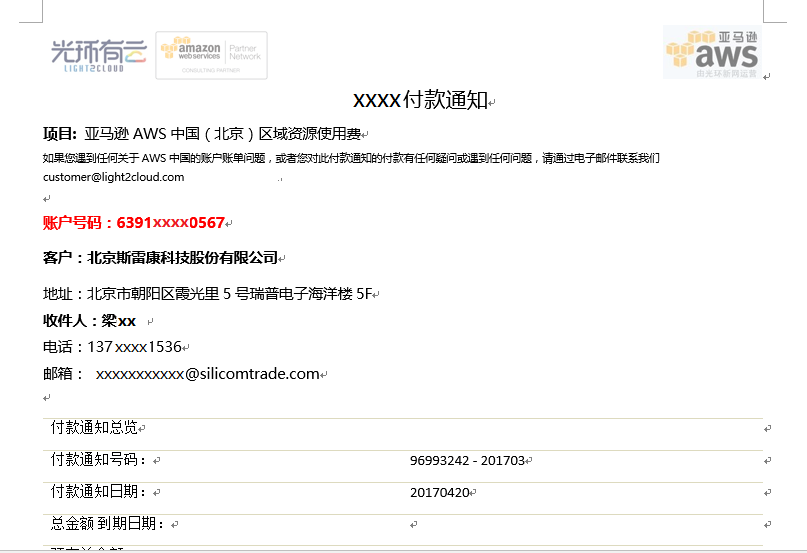 光环有云
LIGHT2CLOUD
amazon
web services
Partner
Network
CONSULTING PARTNER
亚马逊
aws
由光环新网运营
XXXX付款通知
项目: 亚马逊 AWS 中国（北京）区域资源使用费
如果您遇到任何关于 AWS 中国的账户账单问题，或者您对此付款通知的付款有任何疑问或遇到任何问题，请通过电子邮件联系我们
customer@light2cloud.com
账户号码：6391xxxx0567
客户：北京斯雷康科技股份有限公司
地址：北京市朝阳区霞光里 5 号瑞普电子海洋楼 5F
收件人：梁xx
电话：137xxxx1536
邮箱： xxxxxxxxxxx@silicomtrade.com
付款通知总览
付款通知号码： 96993242 - 201703
付款通知日期： 20170420
总金额 到期日期：